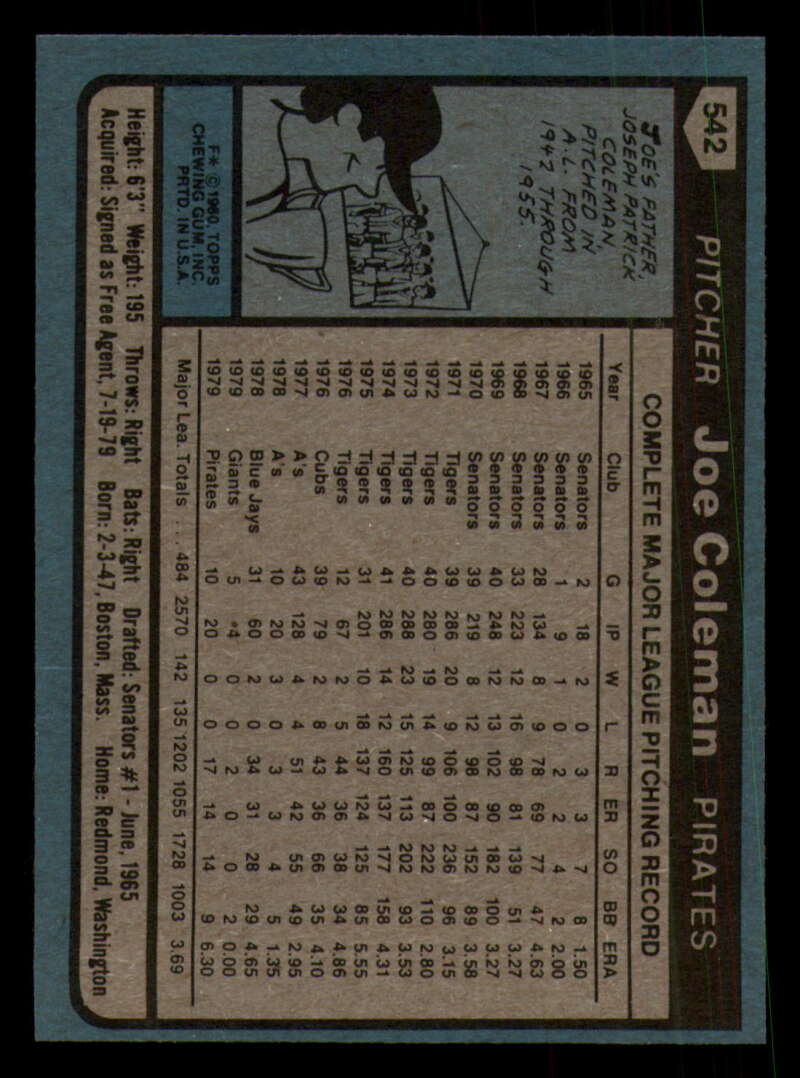 542 PITCHER Joe Coleman PIRATES
JOE'S FATHER,
JOSEPH PATRICK
COLEMAN,
PITCHED IN
A.L. FROM
1942 THROUGH
1955.
F* © 1980, TOPPS
CHEWING GUM, INC.
PRTD. IN U.S.A.
COMPLETE MAJOR LEAGUE PITCHING RECORD
Year Club G IP W L R ER SO BB ERA
1965 Senators 2 18 2 0 3 3 7 8 1.50
1966 Senators 1 9 1 0 2 2 4 2 2.00
1967 Senators 28 134 8 9 78 69 77 47 4.63
1968 Senators 33 223 12 16 98 81 139 51 3.27
1969 Senators 40 248 12 13 102 90 182 100 3.27
1970 Senators 39 219 8 12 98 87 152 89 3.58
1971 Tigers 39 286 20 9 106 100 236 96 3.15
1972 Tigers 40 280 19 14 99 87 222 110 2.80
1973 Tigers 40 288 23 15 125 113 202 93 3.53
1974 Tigers 41 286 14 12 160 137 177 158 4.31
1975 Tigers 31 201 10 18 137 124 125 85 5.55
1976 Tigers 12 67 2 5 44 36 38 34 4.86
1976 Cubs 39 79 2 8 43 36 66 35 4.10
1977 A's 43 128 4 4 51 42 55 49 2.95
1978 A's 10 20 3 0 3 3 4 5 1.35
1978 Blue Jays 31 60 2 0 34 31 28 29 4.65
1979 Giants 5 *4 0 0 2 0 0 2 0.00
1979 Pirates 10 20 0 0 17 14 14 9 6.30
Major Lea. Totals . . . 484 2570 142 135 1202 1055 1728 1003 3.69
Height: 6'3" Weight: 195 Throws: Right Bats: Right Drafted: Senators #1 - June, 1965
Acquired: Signed as Free Agent, 7-19-79 Born: 2-3-47, Boston, Mass. Home: Redmond, Washington